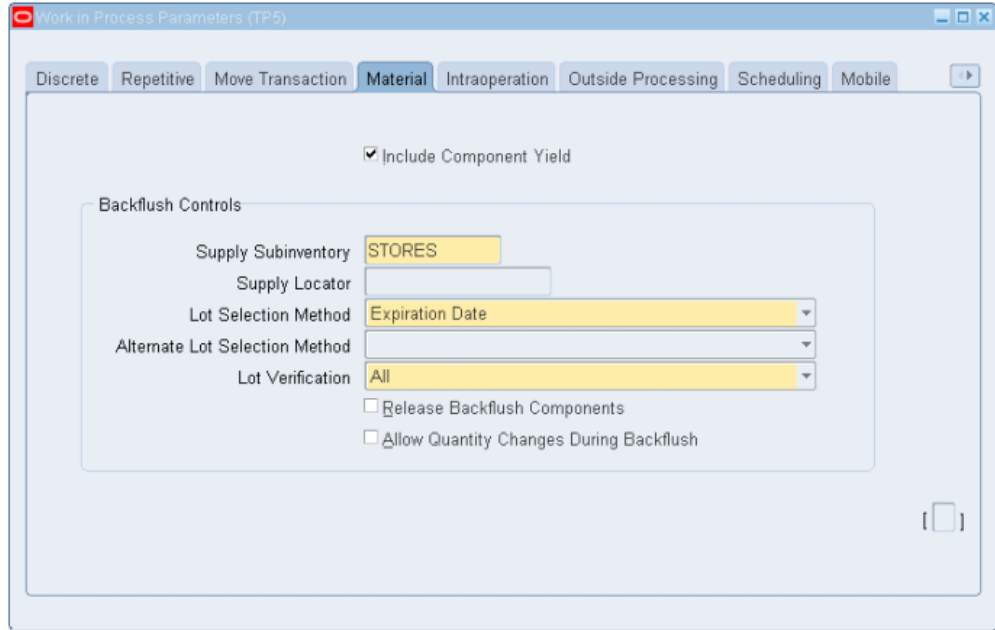 Work in Process Parameters (TP5)
Discrete Repetitive Move Transaction Material Intraoperation Outside Processing Scheduling Mobile
Include Component Yield
Backflush Controls
Supply Subinventory STORES
Supply Locator
Lot Selection Method Expiration Date
Alternate Lot Selection Method
Lot Verification All
Release Backflush Components
Allow Quantity Changes During Backflush
[ ]